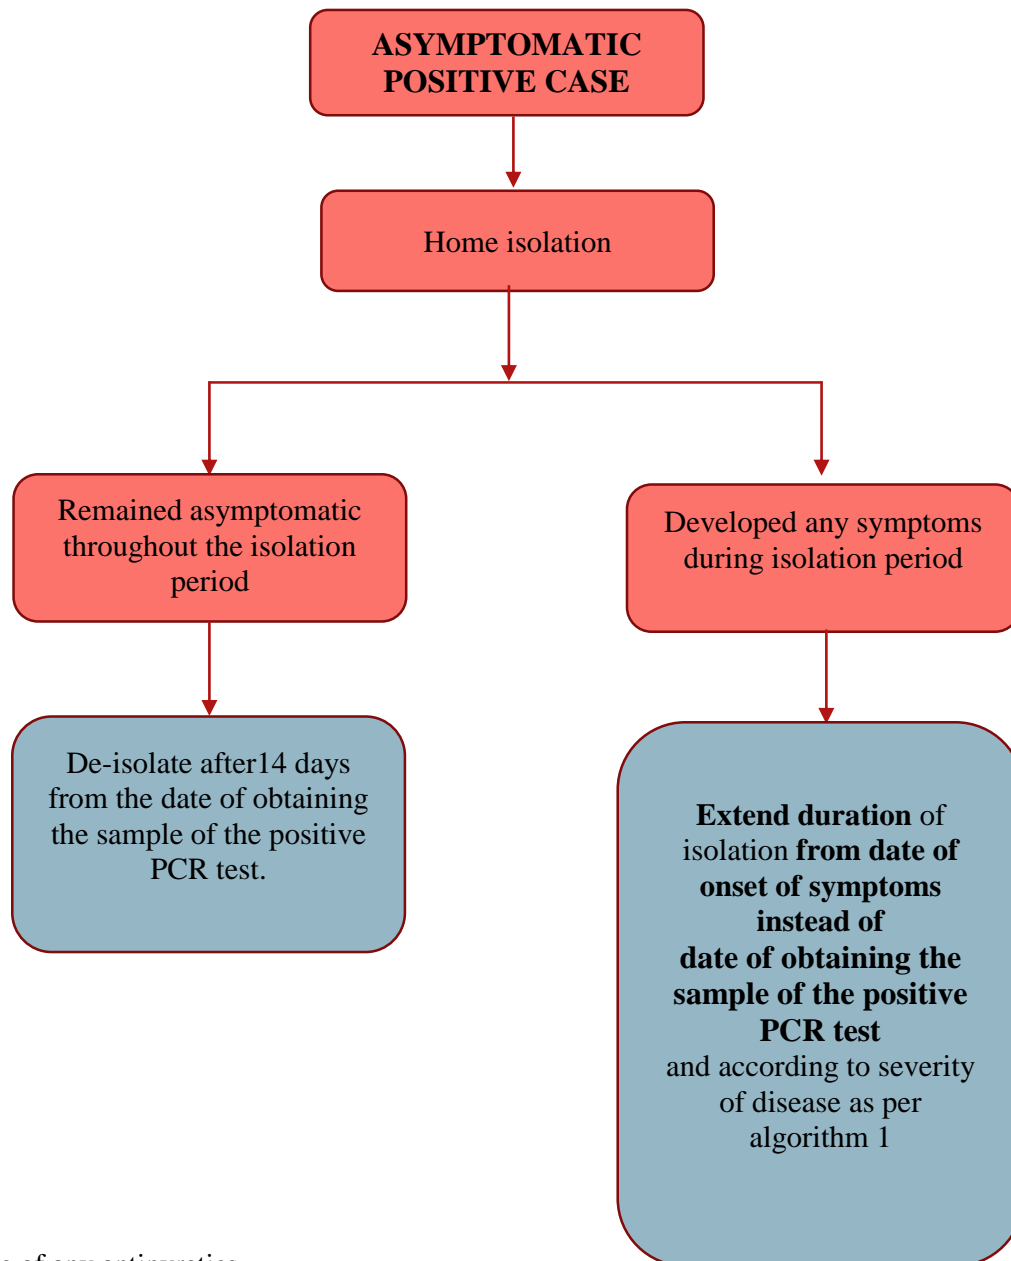 ASYMPTOMATIC
POSITIVE CASE
Home isolation
Remained asymptomatic
throughout the isolation
period
Developed any symptoms
during isolation period
De-isolate after14 days
from the date of obtaining
the sample of the positive
PCR test.
Extend duration of
isolation from date of
onset of symptoms
instead of
date of obtaining the
sample of the positive
PCR test
and according to severity
of disease as per
algorithm 1
of any antipyretics